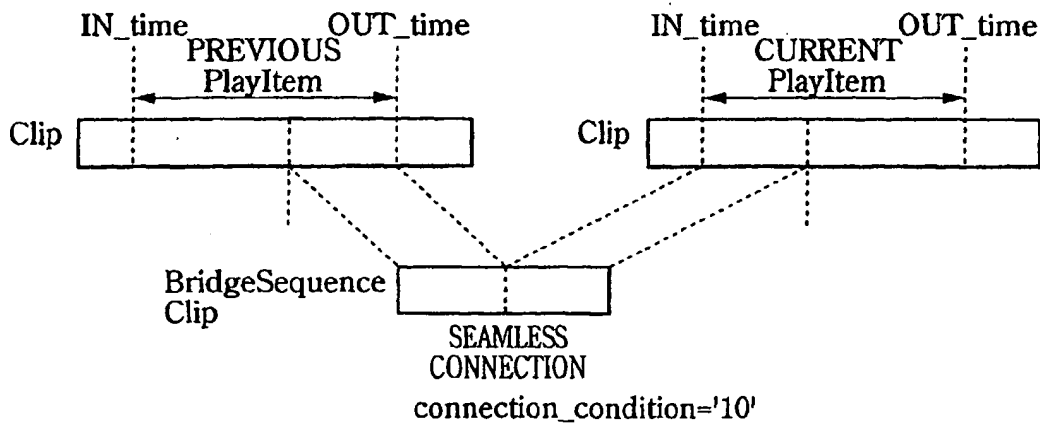 IN_time OUT_time
PREVIOUS
PlayItem
Clip
IN_time OUT_time
CURRENT
PlayItem
Clip
BridgeSequence
Clip
SEAMLESS
CONNECTION
connection_condition='10'